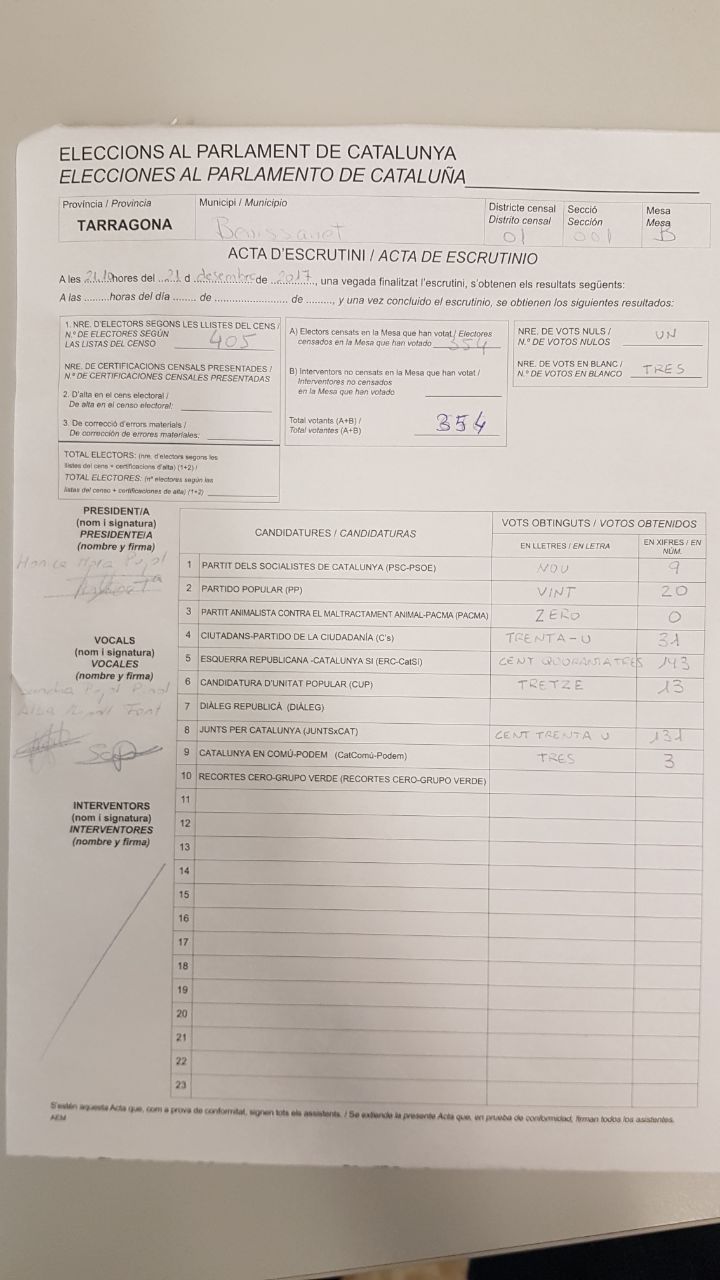 ELECCIONS AL PARLAMENT DE CATALUNYA
ELECCIONES AL PARLAMENTO DE CATALUÑA
Província / Provincia
TARRAGONA
Municipi / Municipio
Benissanet
Districte censal
Distrito censal
01
Secció
Sección
001
Mesa
Mesa
B
ACTA D'ESCRUTINI / ACTA DE ESCRUTINIO
A les 21,10 hores del 21 d desembre de 2017, una vegada finalitzat l'escrutini, s'obtenen els resultats següents:
A las ......... horas del día ........ de ........................ de ........., y una vez concluído el escrutinio, se obtienen los siguientes resultados:
1. NRE. D'ELECTORS SEGONS LES LLISTES DEL CENS /
N.º DE ELECTORES SEGÚN
LAS LISTAS DEL CENSO 405
NRE. DE CERTIFICACIONS CENSALS PRESENTADES /
N.º DE CERTIFICACIONES CENSALES PRESENTADAS
2. D'alta en el cens electoral /
De alta en el censo electoral:
3. De correcció d'errors materials /
De corrección de errores materiales:
TOTAL ELECTORS: (nre. d'electors segons les
llistes del cens + certificacions d'alta) (1+2) /
TOTAL ELECTORES: (nº electores según las
listas del censo + certificaciones de alta) (1+2)
A) Electors censats en la Mesa que han votat / Electores
censados en la Mesa que han votado 354
B) Interventors no censats en la Mesa que han votat /
Interventores no censados
en la Mesa que han votado
Total votants (A+B) /
Total votantes (A+B) 354
NRE. DE VOTS NULS /
N.º DE VOTOS NULOS UN
NRE. DE VOTS EN BLANC /
N.º DE VOTOS EN BLANCO TRES
PRESIDENT/A
(nom i signatura)
PRESIDENTE/A
(nombre y firma)
VOCALS
(nom i signatura)
VOCALES
(nombre y firma)
Pujol Pinol
Alba Font
INTERVENTORS
(nom i signatura)
INTERVENTORES
(nombre y firma)
CANDIDATURES / CANDIDATURAS
VOTS OBTINGUTS / VOTOS OBTENIDOS
EN LLETRES / EN LETRA
EN XIFRES / EN NÚM.
1 PARTIT DELS SOCIALISTES DE CATALUNYA (PSC-PSOE) NOU 9
2 PARTIDO POPULAR (PP) VINT 20
3 PARTIT ANIMALISTA CONTRA EL MALTRACTAMENT ANIMAL-PACMA (PACMA) ZERO 0
4 CIUTADANS-PARTIDO DE LA CIUDADANÍA (C's) TRENTA-U 31
5 ESQUERRA REPUBLICANA -CATALUNYA SI (ERC-CatSí) CENT QUORANTATRES 143
6 CANDIDATURA D'UNITAT POPULAR (CUP) TRETZE 13
7 DIÀLEG REPUBLICÀ (DIÀLEG)
8 JUNTS PER CATALUNYA (JUNTSxCAT) CENT TRENTA U 131
9 CATALUNYA EN COMÚ-PODEM (CatComú-Podem) TRES 3
10 RECORTES CERO-GRUPO VERDE (RECORTES CERO-GRUPO VERDE)
11
12
13
14
15
16
17
18
19
20
21
22
23
S'estén aquesta Acta que, com a prova de conformitat, signen tots els assistents. / Se extiende la presente Acta que, en prueba de conformidad, firman todos los asistentes.
AEM